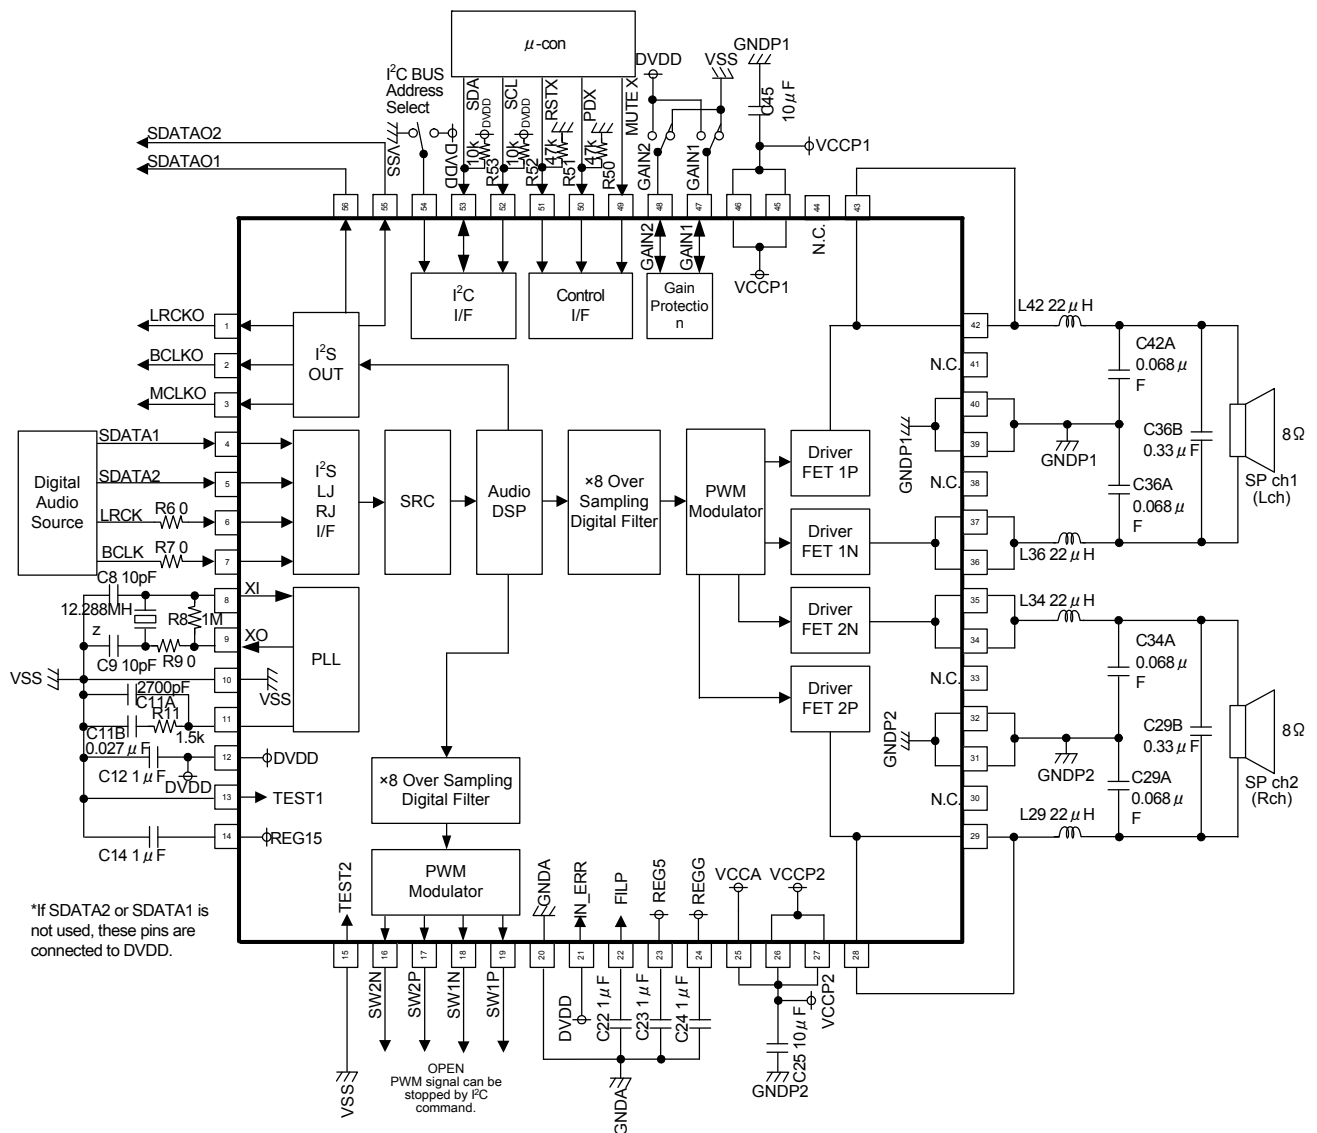 μ-con
I²C BUS
Address
Select
DVDD
VSS
GNDP1
SDA
SCL
RSTX
PDX
MUTE X
DVDD
DVDD
C45
10μF
VCCP1
SDATAO2
SDATAO1
VSS
DVDD
10k
R53
10k
R52
47k
R51
47k
R50
GAIN2
GAIN1
56
55
54
53
52
51
50
49
48
47
46
45
44
43
GAIN2
GAIN1
N.C.
VCCP1
I²C
I/F
Control
I/F
Gain
Protectio
n
LRCKO
1
BCLKO
2
MCLKO
3
I²S
OUT
L42 22μH
42
N.C.
41
40
39
GNDP1
GNDP1
N.C.
38
37
36
L36 22μH
C42A
0.068μ
F
C36B
0.33μF
C36A
0.068μ
F
8Ω
SP ch1
(Lch)
Digital
Audio
Source
SDATA1
4
SDATA2
5
LRCK
R6 0
6
BCLK
R7 0
7
I²S
LJ
RJ
I/F
SRC
Audio
DSP
×8 Over
Sampling
Digital Filter
PWM
Modulator
Driver
FET 1P
Driver
FET 1N
Driver
FET 2N
Driver
FET 2P
C8 10pF
XI
8
12.288MH
z
R8
1M
XO
9
C9 10pF
R9 0
PLL
VSS
10
VSS
2700pF
C11A
R11
11
C11B
0.027μF
1.5k
12
DVDD
C12 1μF
DVDD
13
TEST1
14
REG15
C14 1μF
35
34
L34 22μH
N.C.
33
32
31
GNDP2
GNDP2
N.C.
30
29
L29 22μH
C34A
0.068μ
F
C29B
0.33μF
C29A
0.068μ
F
8Ω
SP ch2
(Rch)
×8 Over Sampling
Digital Filter
PWM
Modulator
*If SDATA2 or SDATA1 is
not used, these pins are
connected to DVDD.
TEST2
GNDA
IN_ERR
FILP
REG5
REGG
VCCA
VCCP2
15
16
17
18
19
20
21
22
23
24
25
26
27
28
SW2N
SW2P
SW1N
SW1P
DVDD
C22 1μF
C23 1μF
C24 1μF
VCCP2
C25 10μF
GNDP2
VSS
OPEN
PWM signal can be
stopped by I²C
command.
GNDA